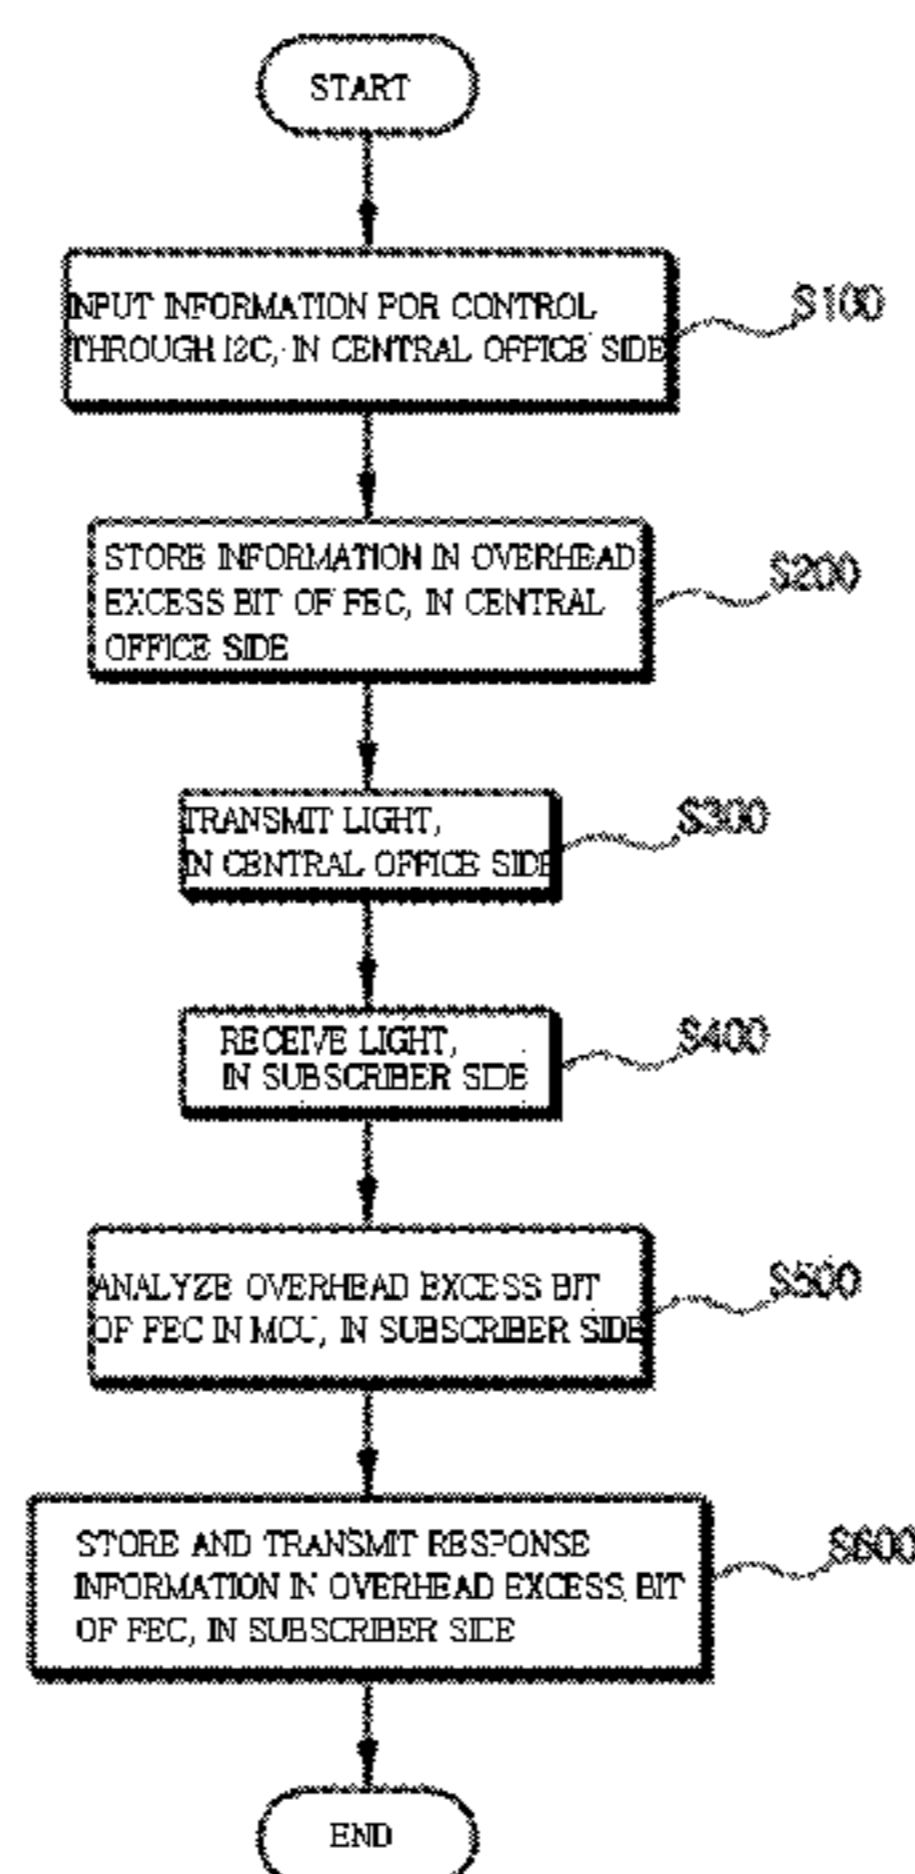 START
INPUT INFORMATION FOR CONTROL
THROUGH I2C, IN CENTRAL OFFICE SIDE
S100
STORE INFORMATION IN OVERHEAD
EXCESS BIT OF FEC, IN CENTRAL
OFFICE SIDE
S200
TRANSMIT LIGHT,
IN CENTRAL OFFICE SIDE
S300
RECEIVE LIGHT,
IN SUBSCRIBER SIDE
S400
ANALYZE OVERHEAD EXCESS BIT
OF FEC IN MCU, IN SUBSCRIBER SIDE
S500
STORE AND TRANSMIT RESPONSE
INFORMATION IN OVERHEAD EXCESS BIT
OF FEC, IN SUBSCRIBER SIDE
S600
END